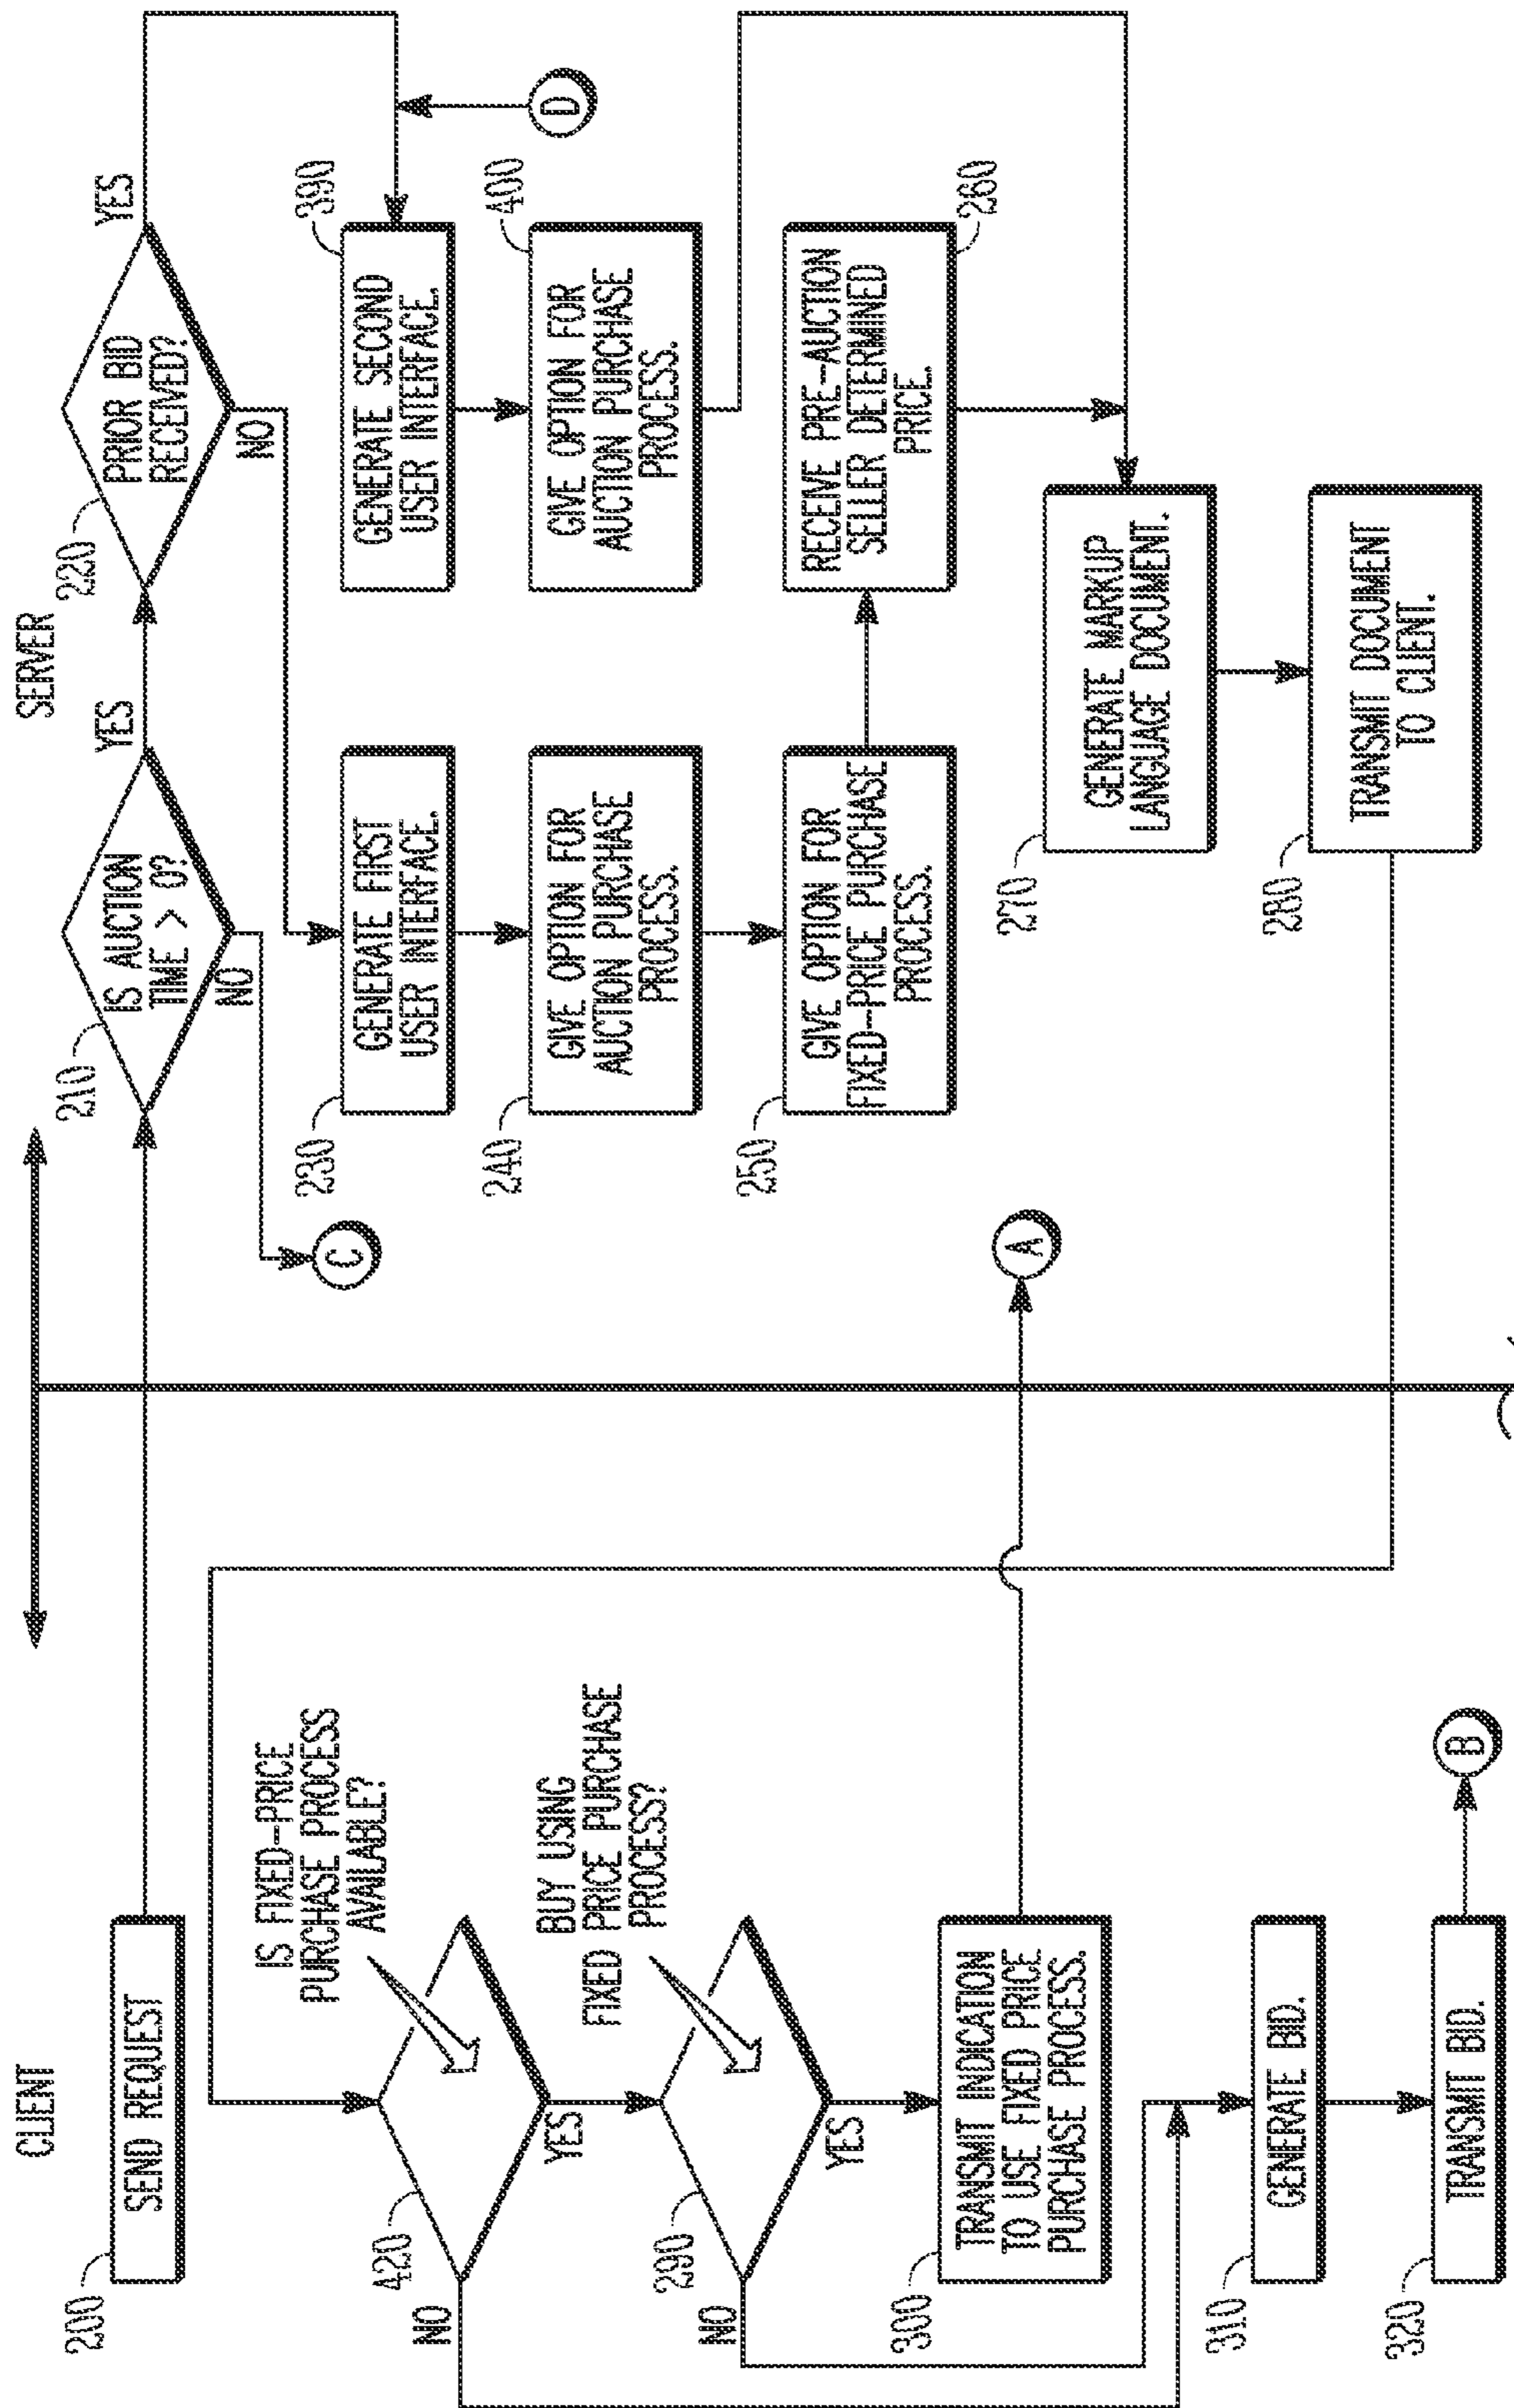 CLIENT
SERVER
200
SEND REQUEST
210
IS AUCTION
TIME > 0?
YES
NO
220
PRIOR BID
RECEIVED?
YES
NO
C
230
GENERATE FIRST
USER INTERFACE.
390
GENERATE SECOND
USER INTERFACE.
D
240
GIVE OPTION FOR
AUCTION PURCHASE
PROCESS.
400
GIVE OPTION FOR
AUCTION PURCHASE
PROCESS.
250
GIVE OPTION FOR
FIXED-PRICE PURCHASE
PROCESS.
260
RECEIVE PRE-AUCTION
SELLER DETERMINED
PRICE.
270
GENERATE MARKUP
LANGUAGE DOCUMENT.
280
TRANSMIT DOCUMENT
TO CLIENT.
IS FIXED-PRICE
PURCHASE PROCESS
AVAILABLE?
420
NO
YES
BUY USING
FIXED PRICE PURCHASE
PROCESS?
290
NO
YES
300
TRANSMIT INDICATION
TO USE FIXED PRICE
PURCHASE PROCESS.
A
310
GENERATE BID.
320
TRANSMIT BID.
B